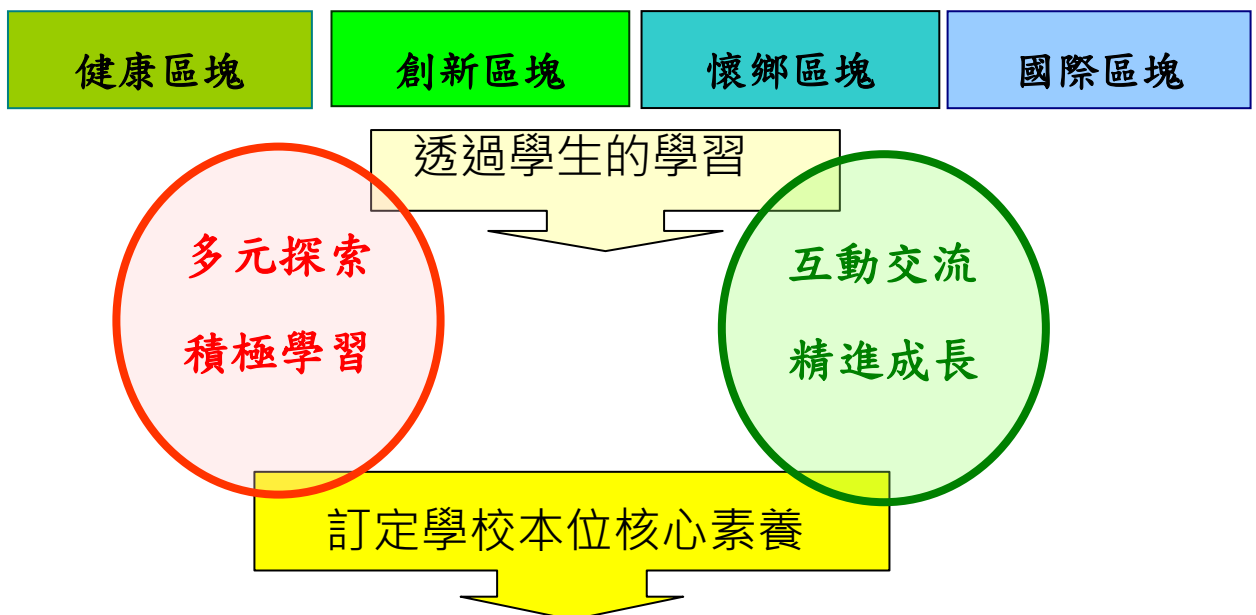 健康區塊
創新區塊
懷鄉區塊
國際區塊
透過學生的學習
多元探索
積極學習
互動交流
精進成長
訂定學校本位核心素養